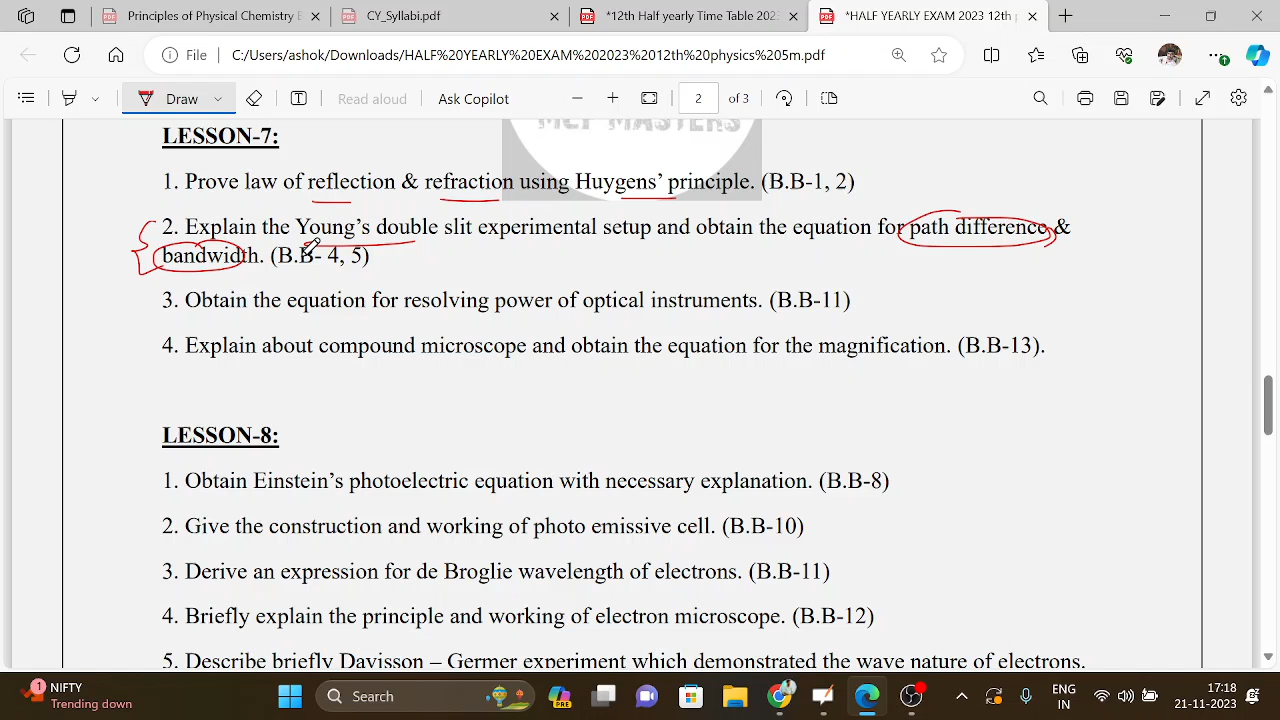 Principles of Physical Chemistry B
CY_Syllabi.pdf
*12th Half yearly Time Table 202
*HALF YEARLY EXAM 2023 12th p
File
C:/Users/ashok/Downloads/HALF%20YEARLY%20EXAM%202023%2012th%20physics%205m.pdf
Draw
Read aloud
Ask Copilot
2 of 3
MCF MASTERS
LESSON-7:
1. Prove law of reflection & refraction using Huygens’ principle. (B.B-1, 2)
2. Explain the Young’s double slit experimental setup and obtain the equation for path difference &
bandwidth. (B.B- 4, 5)
3. Obtain the equation for resolving power of optical instruments. (B.B-11)
4. Explain about compound microscope and obtain the equation for the magnification. (B.B-13).
LESSON-8:
1. Obtain Einstein’s photoelectric equation with necessary explanation. (B.B-8)
2. Give the construction and working of photo emissive cell. (B.B-10)
3. Derive an expression for de Broglie wavelength of electrons. (B.B-11)
4. Briefly explain the principle and working of electron microscope. (B.B-12)
5. Describe briefly Davisson – Germer experiment which demonstrated the wave nature of electrons.
1
NIFTY
Trending down
Search
PRE
ENG
IN
17:18
21-11-2023